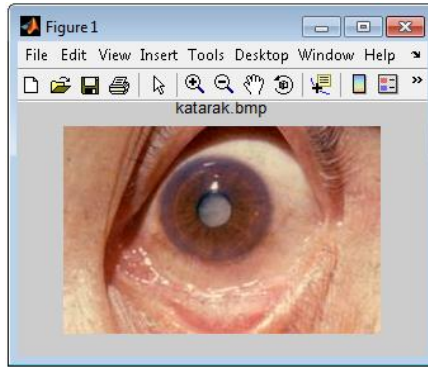 Figure 1
File Edit View Insert Tools Desktop Window Help
katarak.bmp